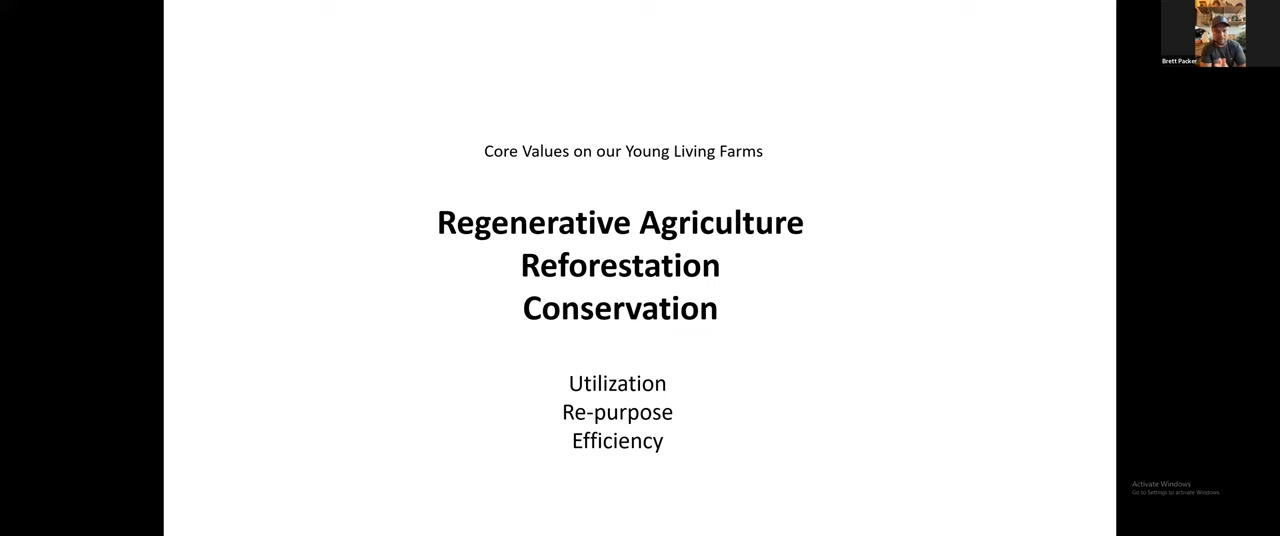 Core Values on our Young Living Farms
Regenerative Agriculture
Reforestation
Conservation
Utilization
Re-purpose
Efficiency
Brett Packer
Activate Windows
Go to Settings to activate Windows.